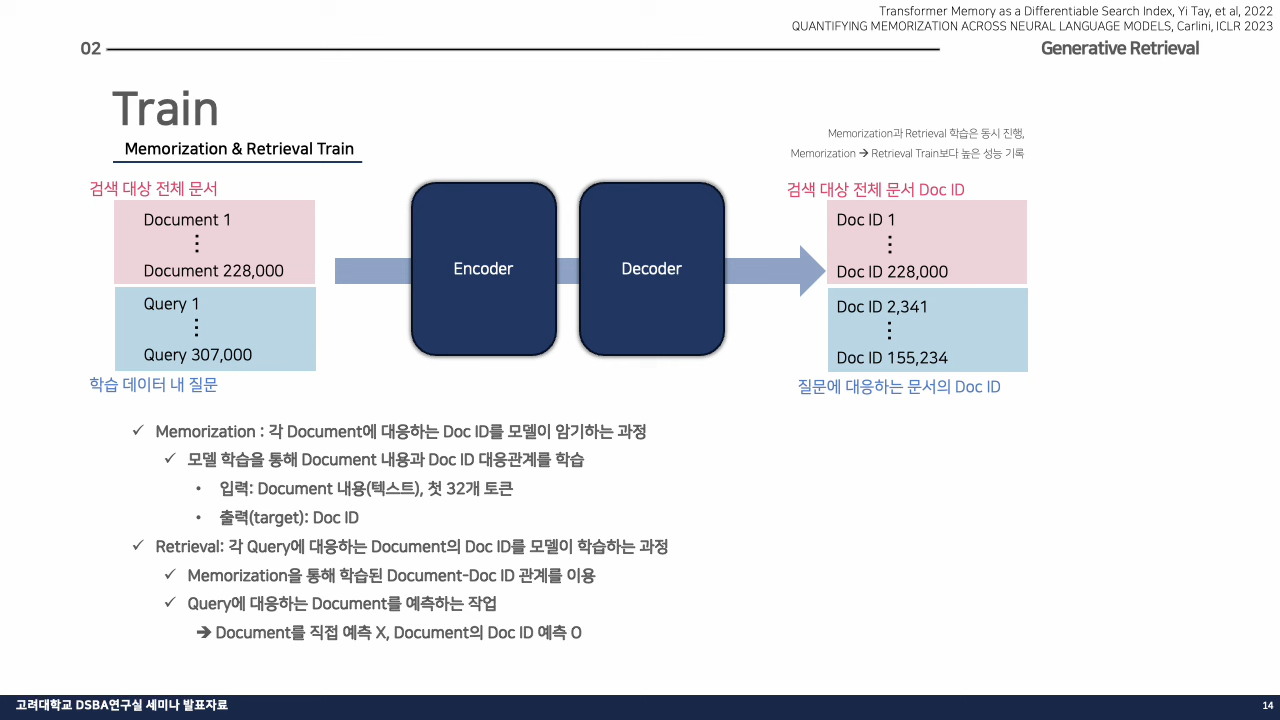 Transformer Memory as a Differentiable Search Index, Yi Tay, et al, 2022
QUANTIFYING MEMORIZATION ACROSS NEURAL LANGUAGE MODELS, Carlini, ICLR 2023
02
Generative Retrieval
Train
Memorization & Retrieval Train
Memorization과 Retrieval 학습은 동시 진행,
Memorization → Retrieval Train보다 높은 성능 기록
검색 대상 전체 문서
Document 1
⋮
Document 228,000
Query 1
⋮
Query 307,000
학습 데이터 내 질문
Encoder
Decoder
검색 대상 전체 문서 Doc ID
Doc ID 1
⋮
Doc ID 228,000
Doc ID 2,341
⋮
Doc ID 155,234
질문에 대응하는 문서의 Doc ID
✓ Memorization : 각 Document에 대응하는 Doc ID를 모델이 암기하는 과정
✓ 모델 학습을 통해 Document 내용과 Doc ID 대응관계를 학습
• 입력: Document 내용(텍스트), 첫 32개 토큰
• 출력(target): Doc ID
✓ Retrieval: 각 Query에 대응하는 Document의 Doc ID를 모델이 학습하는 과정
✓ Memorization을 통해 학습된 Document-Doc ID 관계를 이용
✓ Query에 대응하는 Document를 예측하는 작업
→ Document를 직접 예측 X, Document의 Doc ID 예측 O
고려대학교 DSBA연구실 세미나 발표자료
14